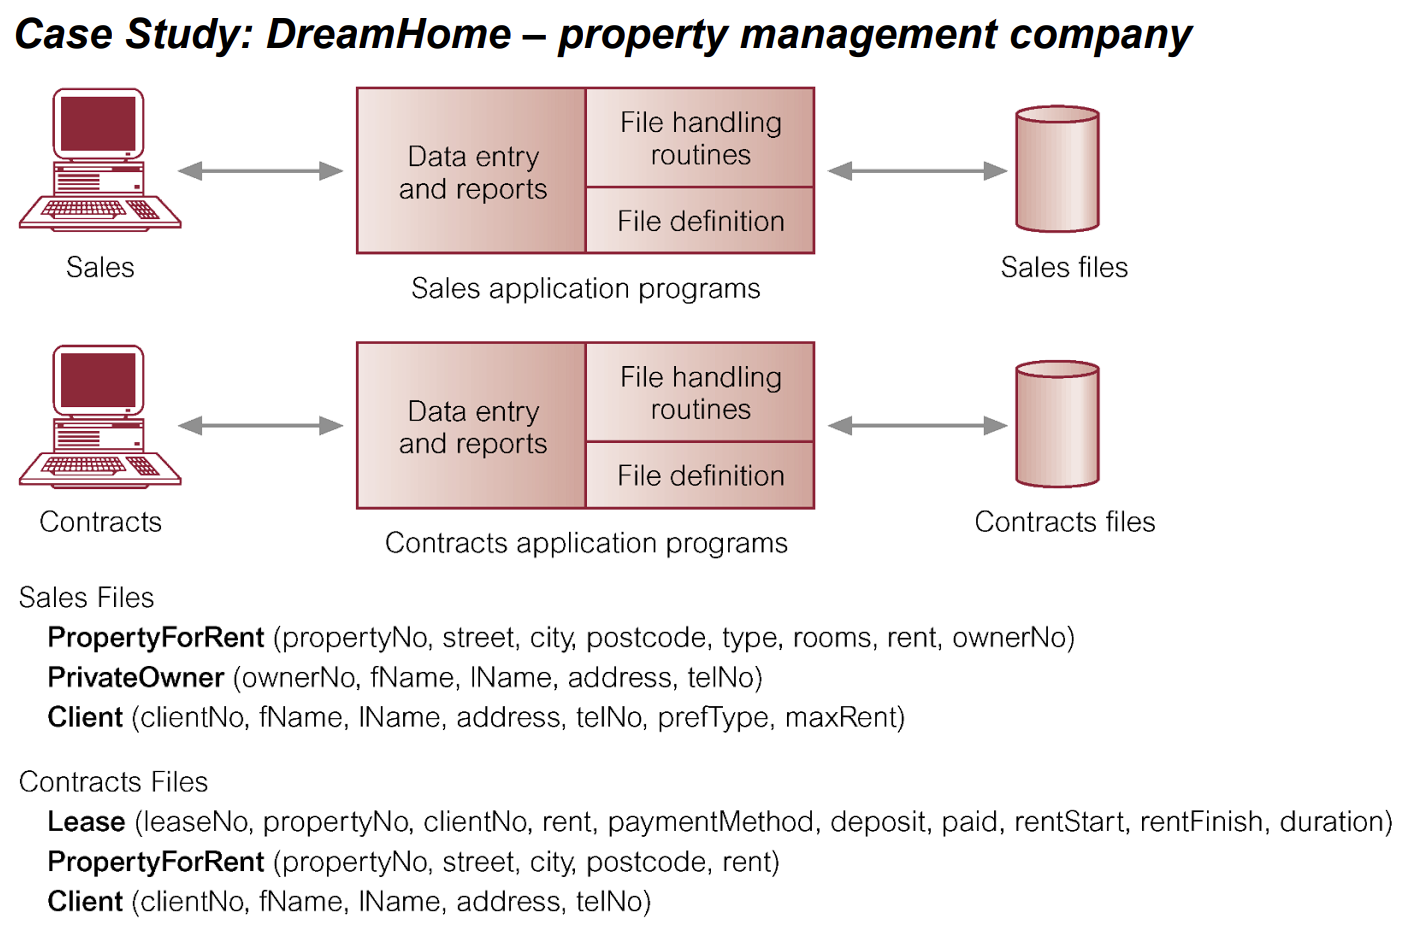 Case Study: DreamHome – property management company
Data entry
and reports
File handling
routines
File definition
Sales
Sales application programs
Sales files
Data entry
and reports
File handling
routines
File definition
Contracts
Contracts application programs
Contracts files
Sales Files
PropertyForRent (propertyNo, street, city, postcode, type, rooms, rent, ownerNo)
PrivateOwner (ownerNo, fName, lName, address, telNo)
Client (clientNo, fName, lName, address, telNo, prefType, maxRent)
Contracts Files
Lease (leaseNo, propertyNo, clientNo, rent, paymentMethod, deposit, paid, rentStart, rentFinish, duration)
PropertyForRent (propertyNo, street, city, postcode, rent)
Client (clientNo, fName, lName, address, telNo)